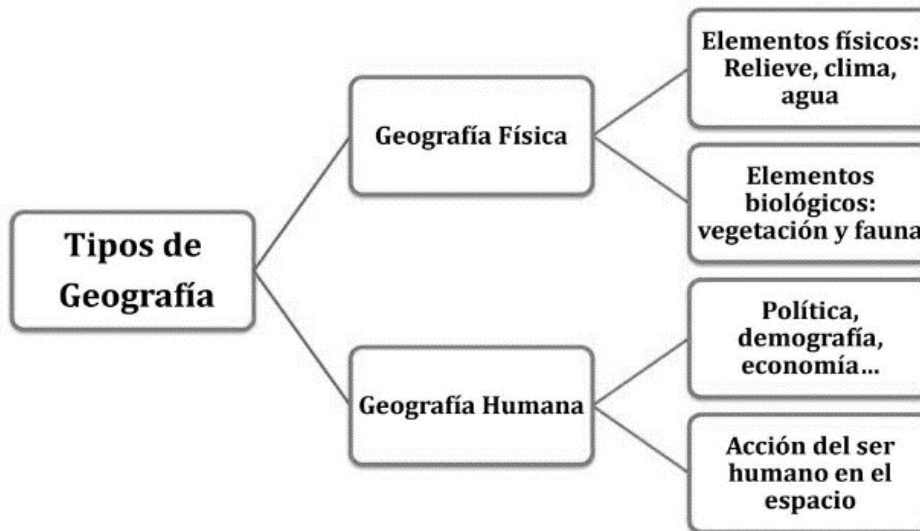 Tipos de
Geografía
Geografía Física
Elementos físicos:
Relieve, clima,
agua
Elementos
biológicos:
vegetación y fauna
Geografía Humana
Política,
demografía,
economía...
Acción del ser
humano en el
espacio